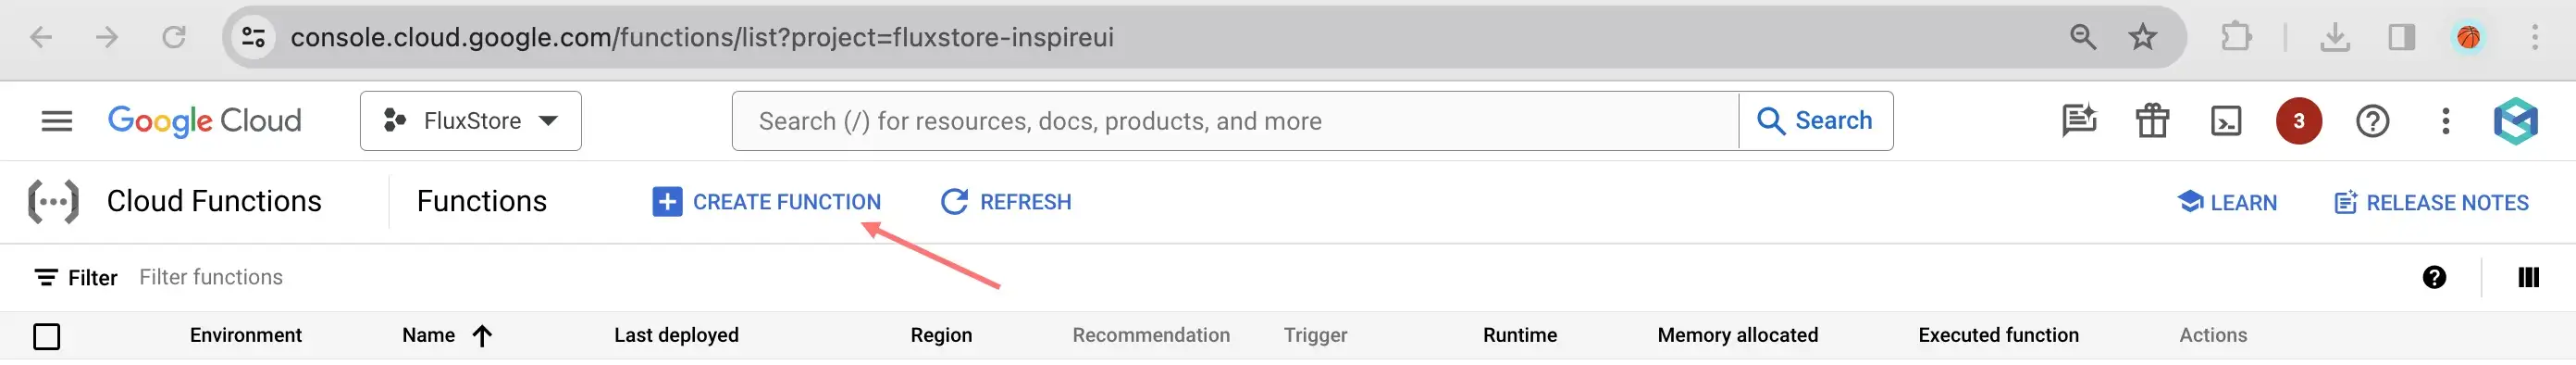 console.cloud.google.com/functions/list?project=fluxstore-inspireui
Google Cloud FluxStore Search (/) for resources, docs, products, and more Search 3
Cloud Functions Functions CREATE FUNCTION REFRESH LEARN RELEASE NOTES
Filter Filter functions
Environment Name Last deployed Region Recommendation Trigger Runtime Memory allocated Executed function Actions